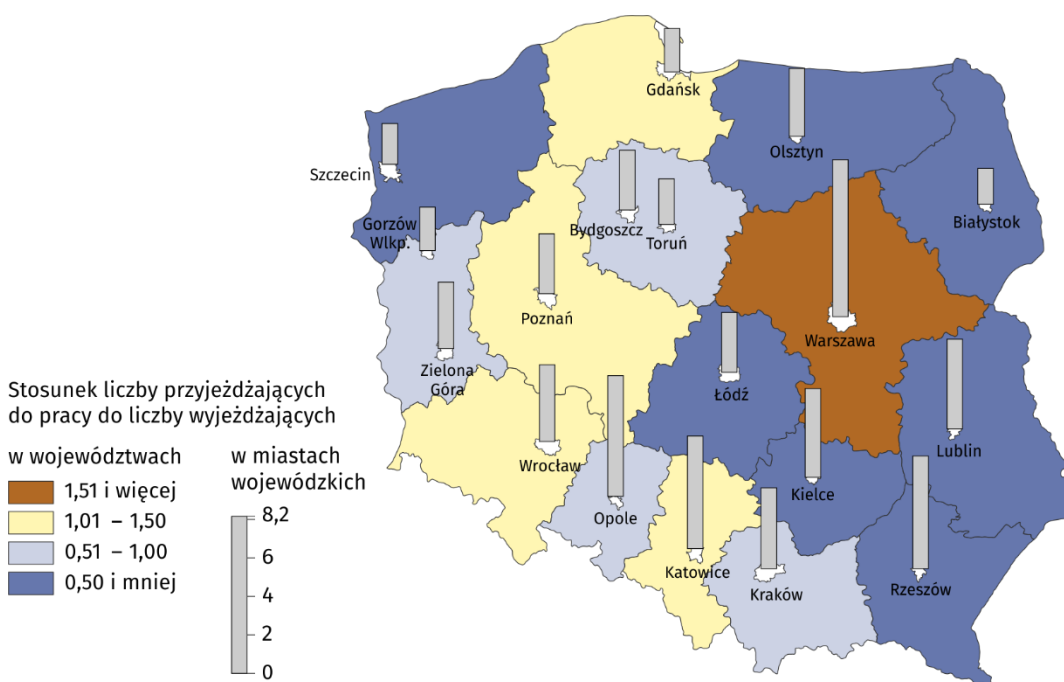 Gdańsk
Olsztyn
Szczecin
Białystok
Gorzów
Wlkp.
Bydgoszcz
Toruń
Poznań
Warszawa
Zielona
Góra
Łódź
Lublin
Wrocław
Kielce
Opole
Katowice
Kraków
Rzeszów
Stosunek liczby przyjeżdżających
do pracy do liczby wyjeżdżających
w województwach
1,51 i więcej
1,01 – 1,50
0,51 – 1,00
0,50 i mniej
w miastach
wojewódzkich
8,2
6
4
2
0